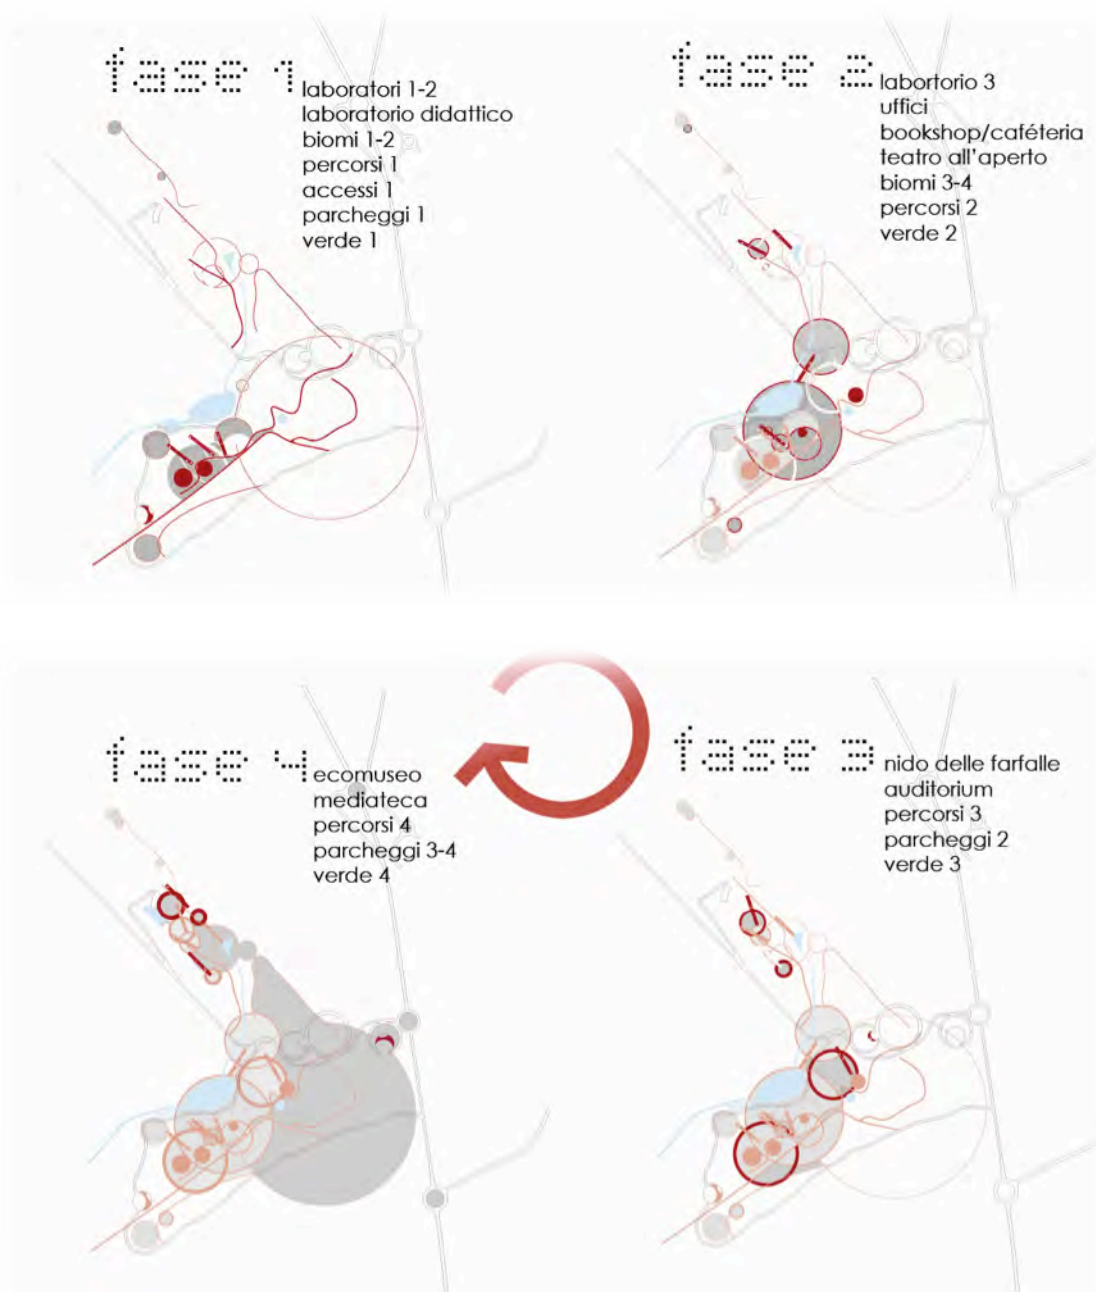 fase 1
laboratori 1-2
laboratorio didattico
biomi 1-2
percorsi 1
accessi 1
parcheggi 1
verde 1
fase 2
labortorio 3
uffici
bookshop/caféteria
teatro all'aperto
biomi 3-4
percorsi 2
verde 2
fase 4
ecomuseo
mediateca
percorsi 4
parcheggi 3-4
verde 4
fase 3
nido delle farfalle
auditorium
percorsi 3
parcheggi 2
verde 3